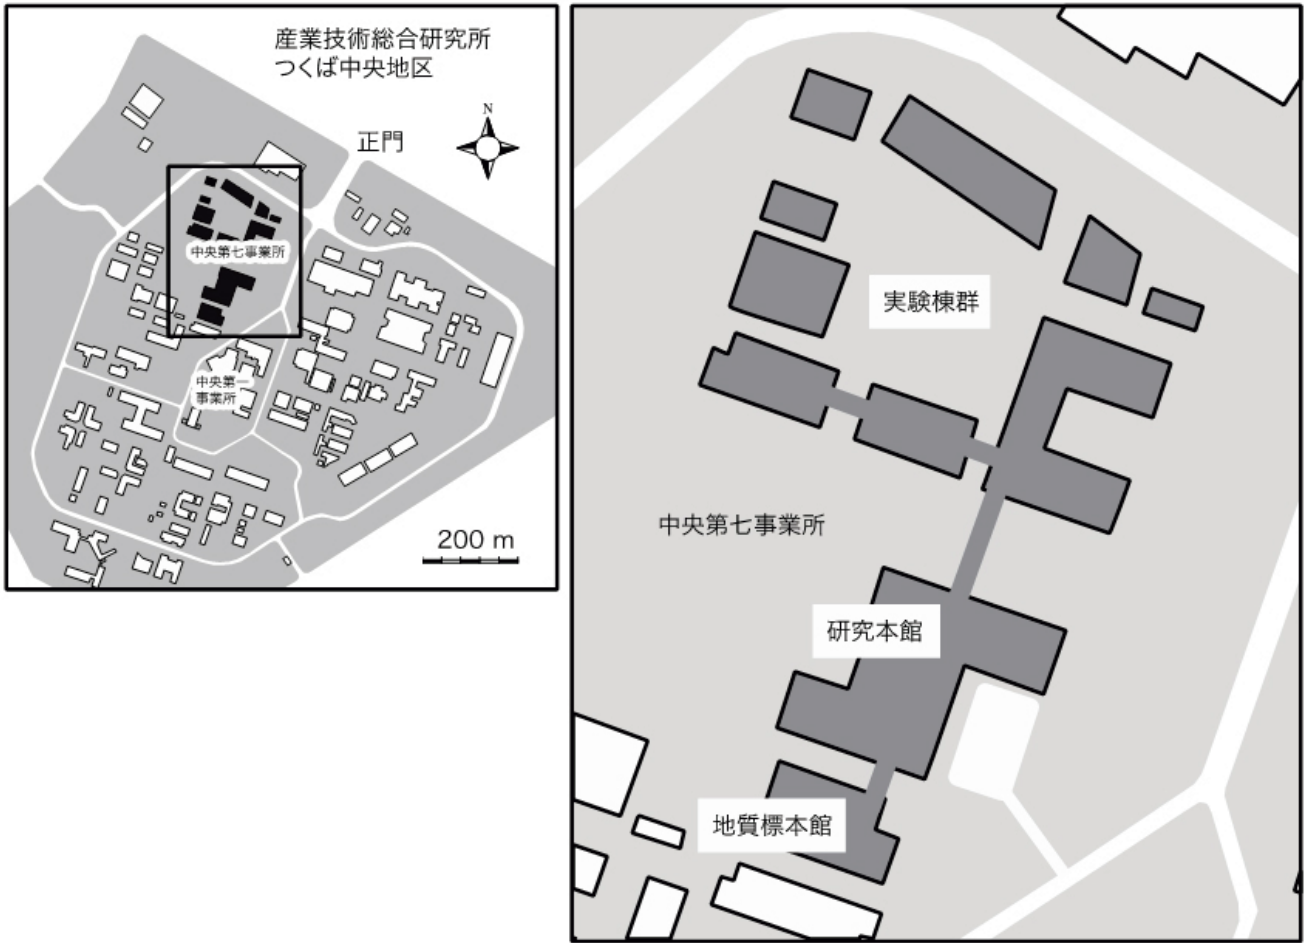 産業技術総合研究所
つくば中央地区
正門
N
中央第七事業所
中央第一
事業所
200 m
実験棟群
中央第七事業所
研究本館
地質標本館